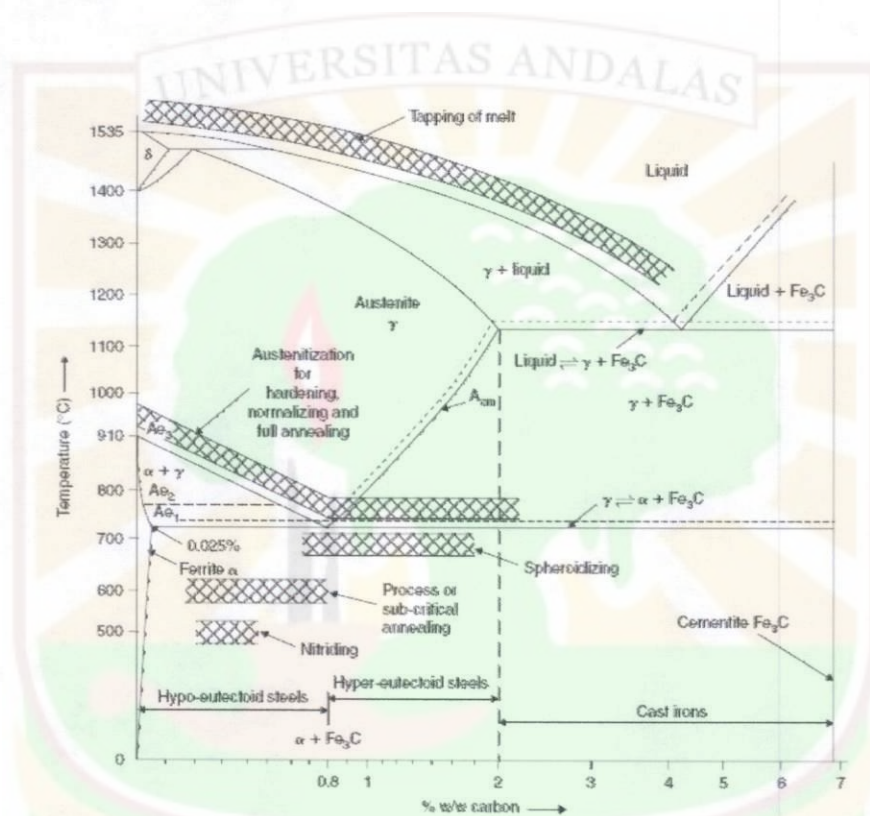 UNIVERSITAS ANDALAS
Tapping of melt
1535
δ
Liquid
1400
1300
γ + liquid
1200
Liquid + Fe₃C
Austenite
γ
1100
Liquid ⇌ γ + Fe₃C
Austenitization
for
hardening,
normalizing and
full annealing
1000
Acm
γ + Fe₃C
910
Ae₃
α + γ
800
Ae₂
γ ⇌ α + Fe₃C
Ae₁
700
0.025%
Ferrite α
Spheroidizing
600
Process or
sub-critical
annealing
Cementite Fe₃C
500
Nitriding
Hypo-eutectoid steels
Hyper-eutectoid steels
Cast irons
α + Fe₃C
0
0.8
1
2
3
4
5
6
7
% w/w carbon
Temperature (°C)